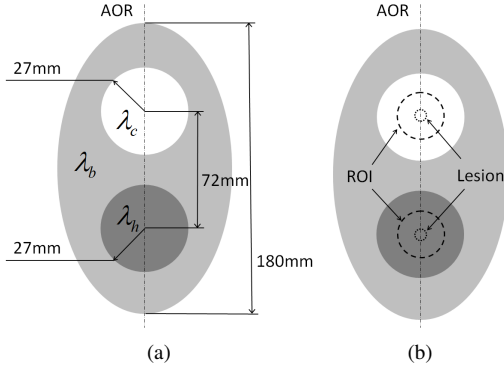 AOR
27mm
λc
λb
72mm
λh
27mm
180mm
(a)
AOR
ROI
Lesion
(b)